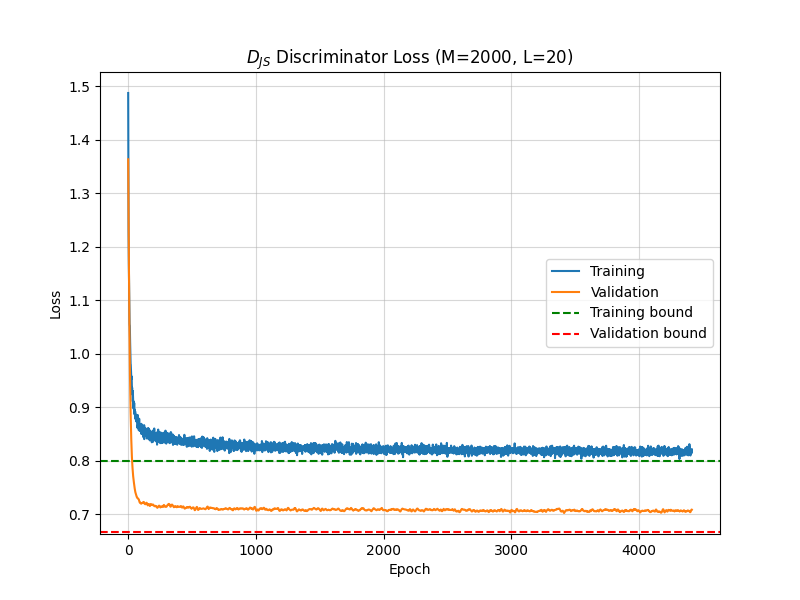 D_JS Discriminator Loss (M=2000, L=20)
Loss
1.5
1.4
1.3
1.2
1.1
1.0
0.9
0.8
0.7
Training
Validation
Training bound
Validation bound
0 1000 2000 3000 4000
Epoch